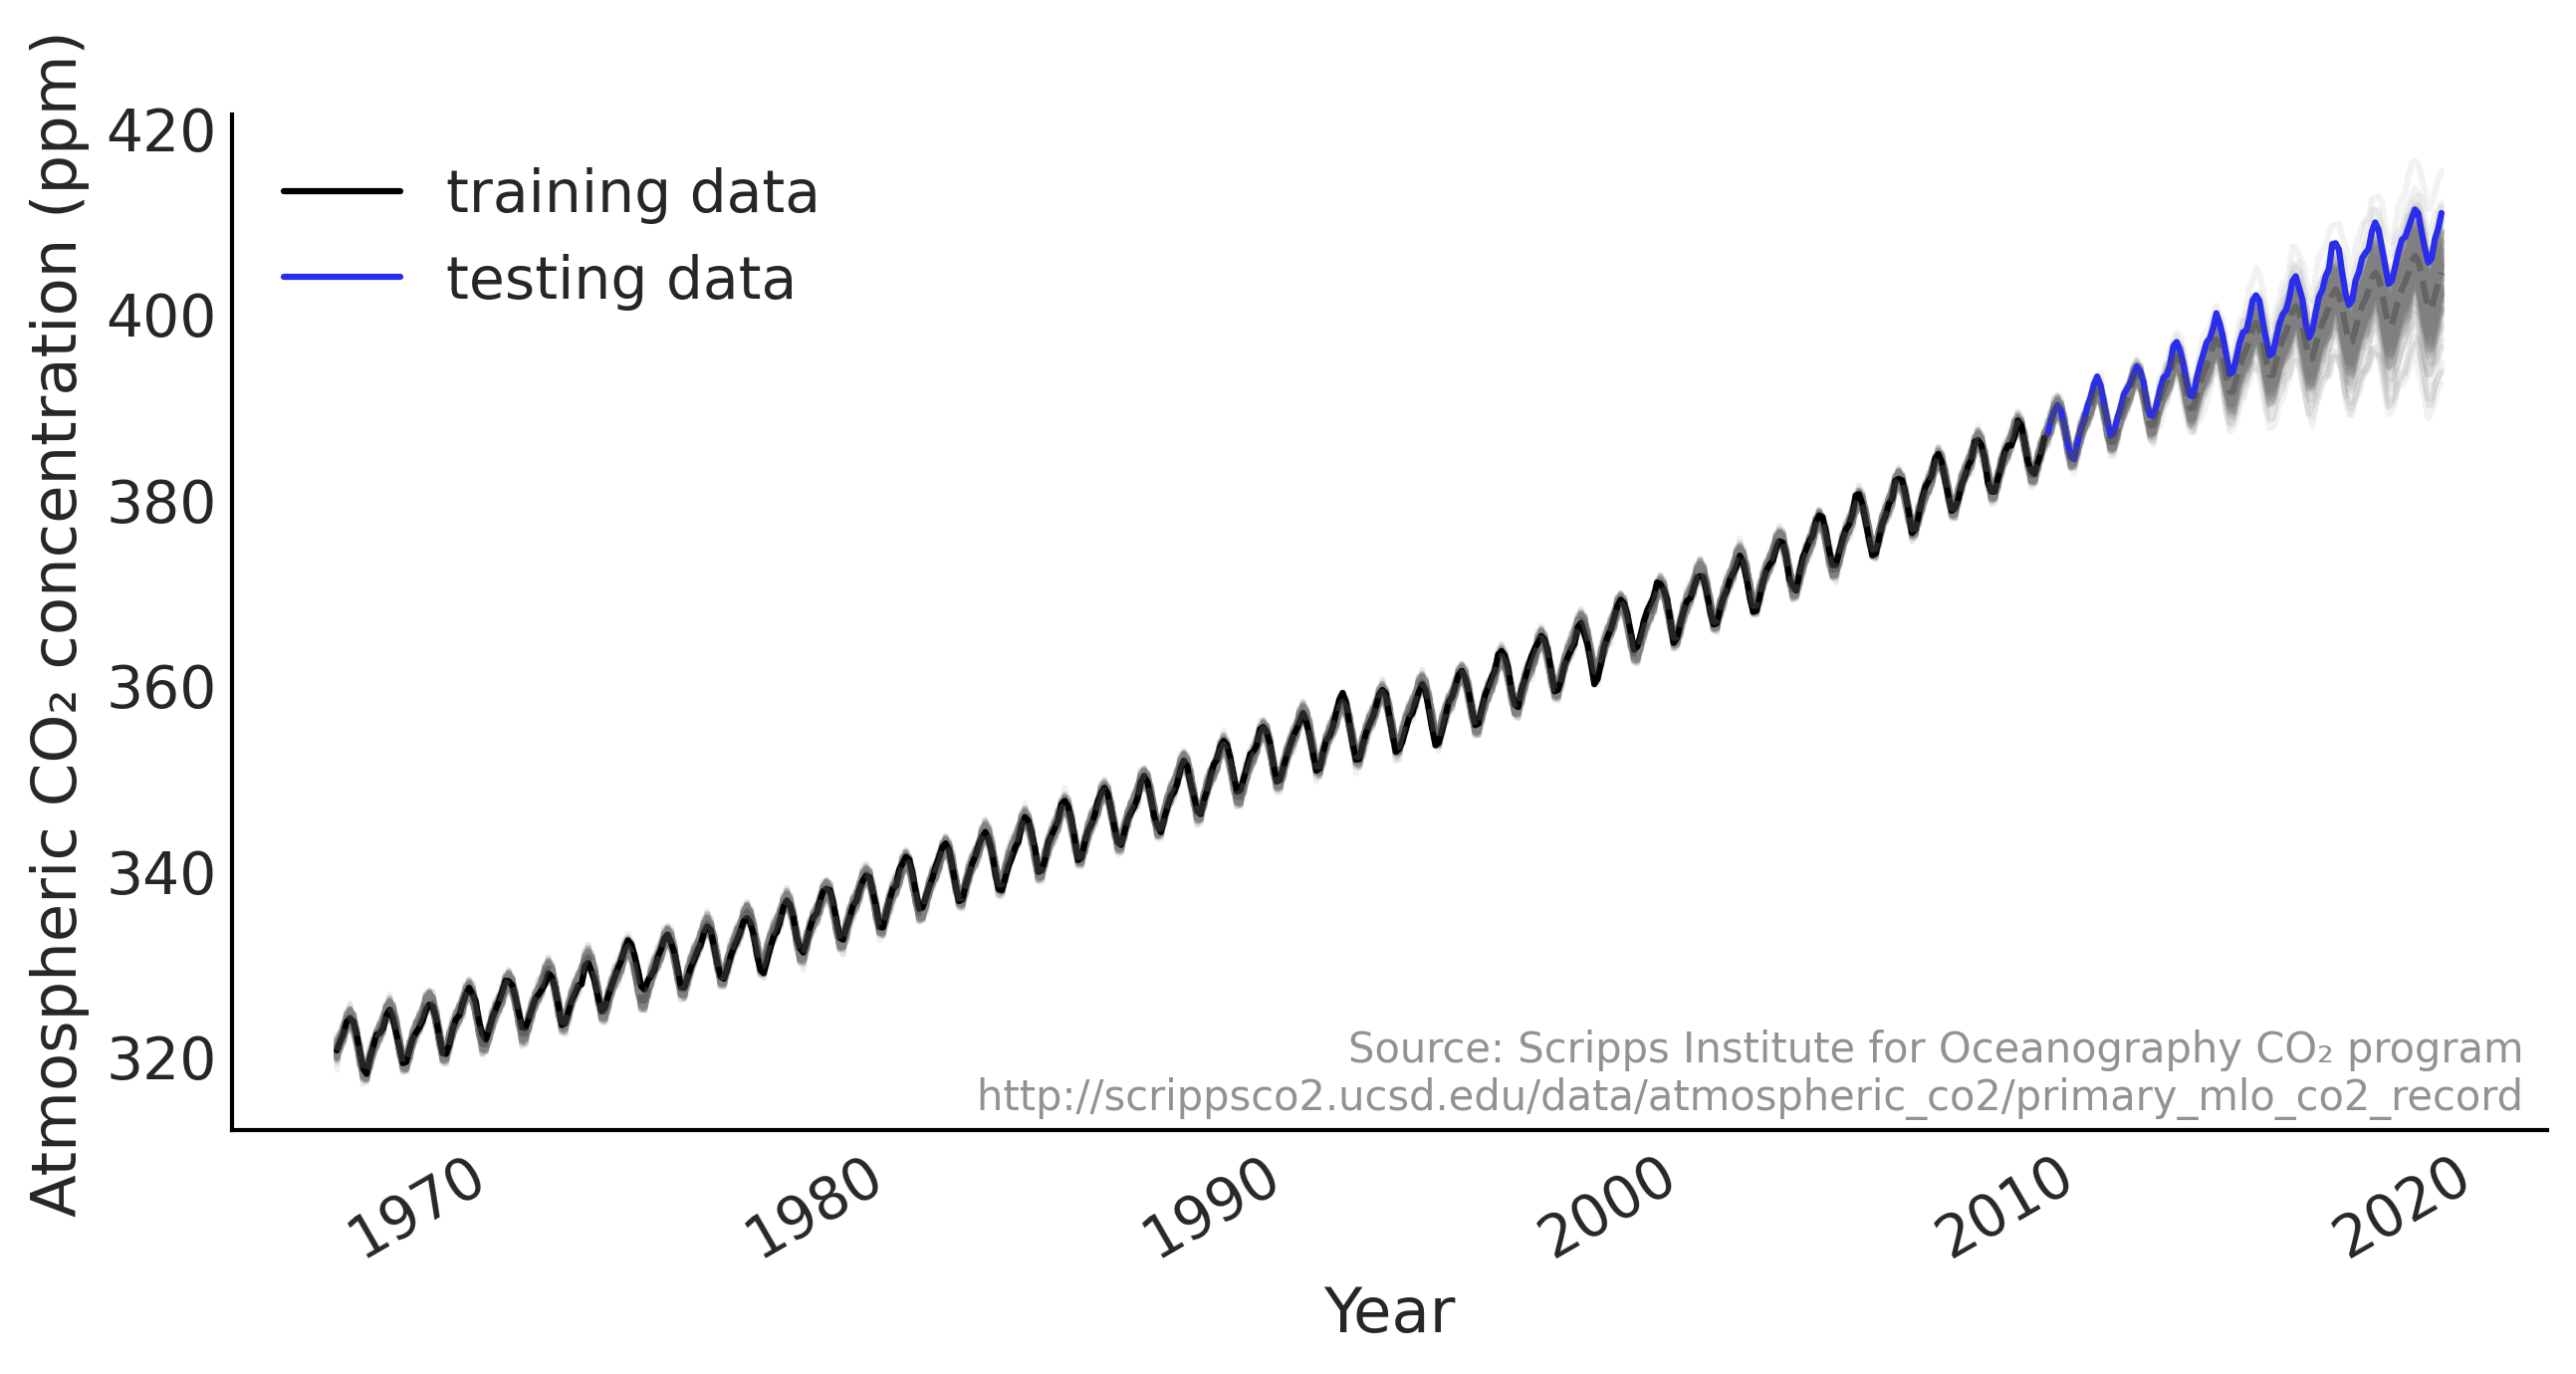 Atmospheric CO₂ concentration (ppm)
420
400
380
360
340
320
training data
testing data
Source: Scripps Institute for Oceanography CO₂ program
http://scrippsco2.ucsd.edu/data/atmospheric_co2/primary_mlo_co2_record
1970
1980
1990
2000
2010
2020
Year